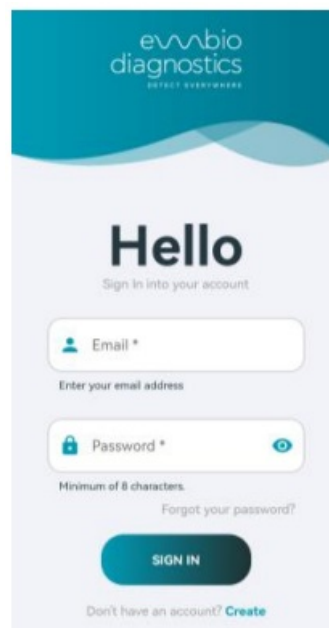 embio
diagnostics
DETECT EVERYWHERE
Hello
Sign In into your account
Email *
Enter your email address
Password *
Minimum of 8 characters.
Forgot your password?
SIGN IN
Don't have an account? Create